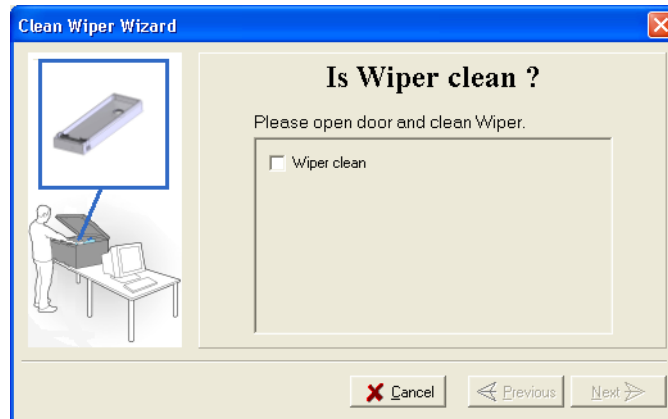 Clean Wiper Wizard
Is Wiper clean ?
Please open door and clean Wiper.
Wiper clean
Cancel
Previous
Next